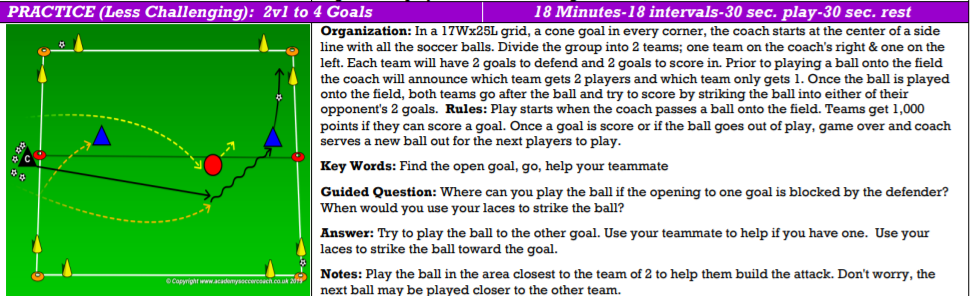 PRACTICE (Less Challenging): 2v1 to 4 Goals
18 Minutes-18 intervals-30 sec. play-30 sec. rest
Organization: In a 17Wx25L grid, a cone goal in every corner, the coach starts at the center of a side
line with all the soccer balls. Divide the group into 2 teams; one team on the coach's right & one on the
left. Each team will have 2 goals to defend and 2 goals to score in. Prior to playing a ball onto the field
the coach will announce which team gets 2 players and which team only gets 1. Once the ball is played
onto the field, both teams go after the ball and try to score by striking the ball into either of their
opponent's 2 goals. Rules: Play starts when the coach passes a ball onto the field. Teams get 1,000
points if they can score a goal. Once a goal is score or if the ball goes out of play, game over and coach
serves a new ball out for the next players to play.
Key Words: Find the open goal, go, help your teammate
Guided Question: Where can you play the ball if the opening to one goal is blocked by the defender?
When would you use your laces to strike the ball?
Answer: Try to play the ball to the other goal. Use your teammate to help if you have one. Use your
laces to strike the ball toward the goal.
Notes: Play the ball in the area closest to the team of 2 to help them build the attack. Don't worry, the
next ball may be played closer to the other team.
C
© Copyright www.academysoccercoach.co.uk